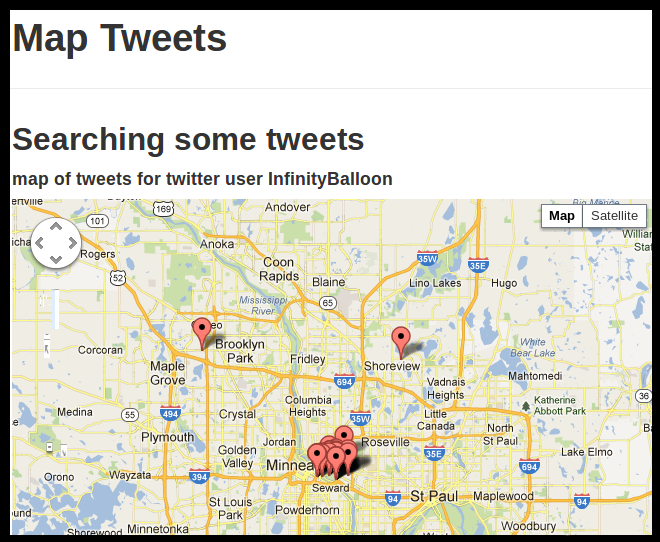 Map Tweets
Searching some tweets
map of tweets for twitter user InfinityBalloon
Map Satellite
169
Andover
101
Anoka
Rogers
35W
35E
52
Coon
Rapids
Blaine
Lino Lakes
Hugo
Mississippi
River
65
Brooklyn
Park
White
Bear Lake
Corcoran
Fridley
Shoreview
Maple
Grove
694
Mahtomedi
Vadnais
Heights
36
Columbia
Heights
Katherine
Abbott Park
Medina
55
494
Crystal
35W
Little
Canada
North
St Paul
Plymouth
Jordan
Roseville
Golden
Valley
35E
Lake Elmo
Orono
Wayzata
394
Minnea
694
Seward
St Louis
Park
94
St Paul
Maplewood
94
Powderhorn
Shorewood
Minnetonka
Woodbury